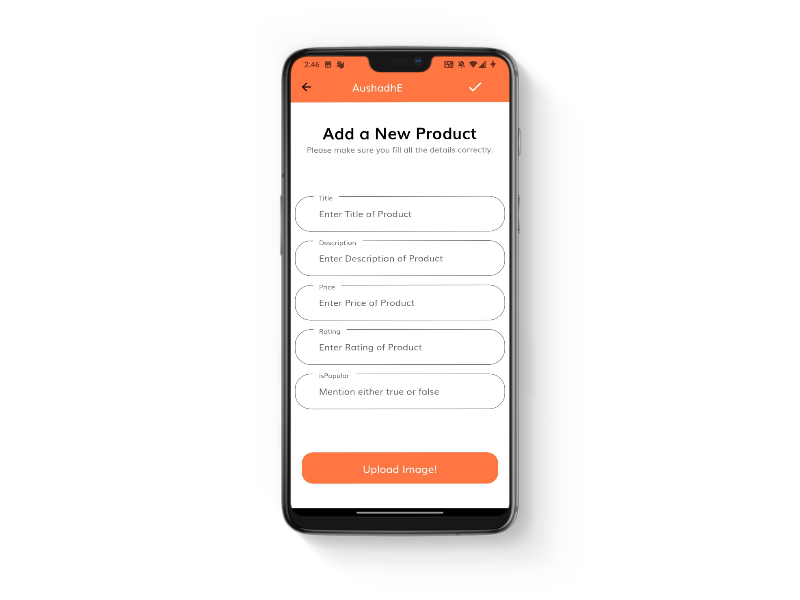 2:46
AushadhE
Add a New Product
Please make sure you fill all the details correctly.
Title
Enter Title of Product
Description
Enter Description of Product
Price
Enter Price of Product
Rating
Enter Rating of Product
isPopular
Mention either true or false
Upload Image!